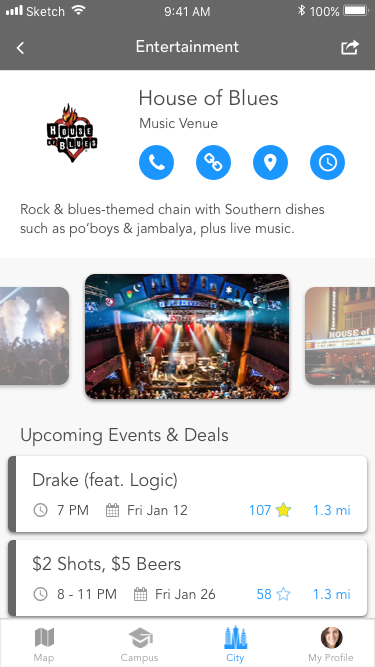 Sketch 9:41 AM 100%
Entertainment
House of Blues
Music Venue
HOUSE
OF BLUES
Rock & blues-themed chain with Southern dishes
such as po'boys & jambalya, plus live music.
HOUSE OF
Upcoming Events & Deals
Drake (feat. Logic)
7 PM Fri Jan 12 107 1.3 mi
$2 Shots, $5 Beers
8 - 11 PM Fri Jan 26 58 1.3 mi
Map Campus City My Profile